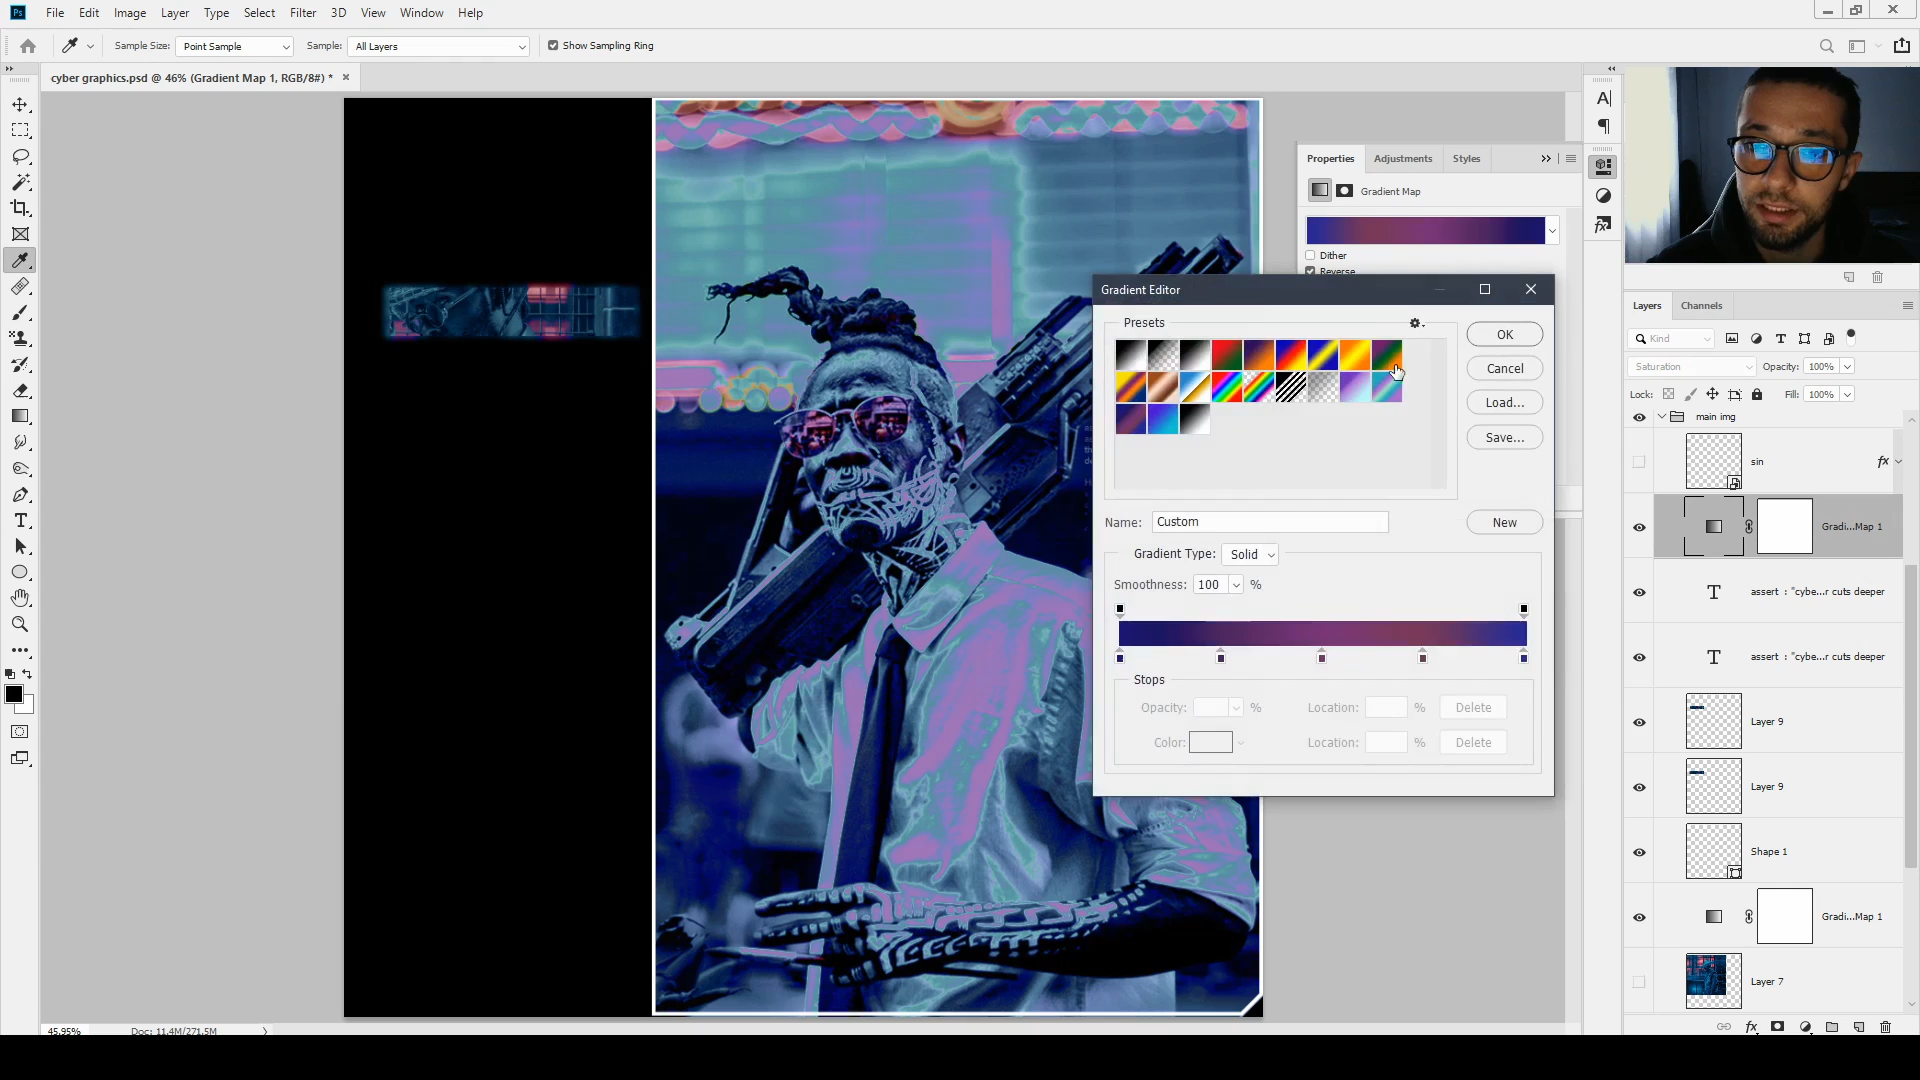 Ps File Edit Image Layer Type Select Filter 3D View Window Help
Sample Size: Point Sample Sample: All Layers Show Sampling Ring
cyber graphics.psd @ 46% (Gradient Map 1, RGB/8#) *
Properties Adjustments Styles
Gradient Map
Dither
Reverse
Gradient Editor
Presets
OK
Cancel
Load...
Save...
Name: Custom New
Gradient Type: Solid
Smoothness: 100 %
Stops
Opacity: % Location: % Delete
Color: Location: % Delete
Layers Channels
Kind
Saturation Opacity: 100%
Lock: Fill: 100%
main img
sin fx
Gradi...Map 1
T assert : "cybe...r cuts deeper
T assert : "cybe...r cuts deeper
Layer 9
Layer 9
Shape 1
Gradi...Map 1
Layer 7
fx
45.95% Doc: 11.4M/271.5M